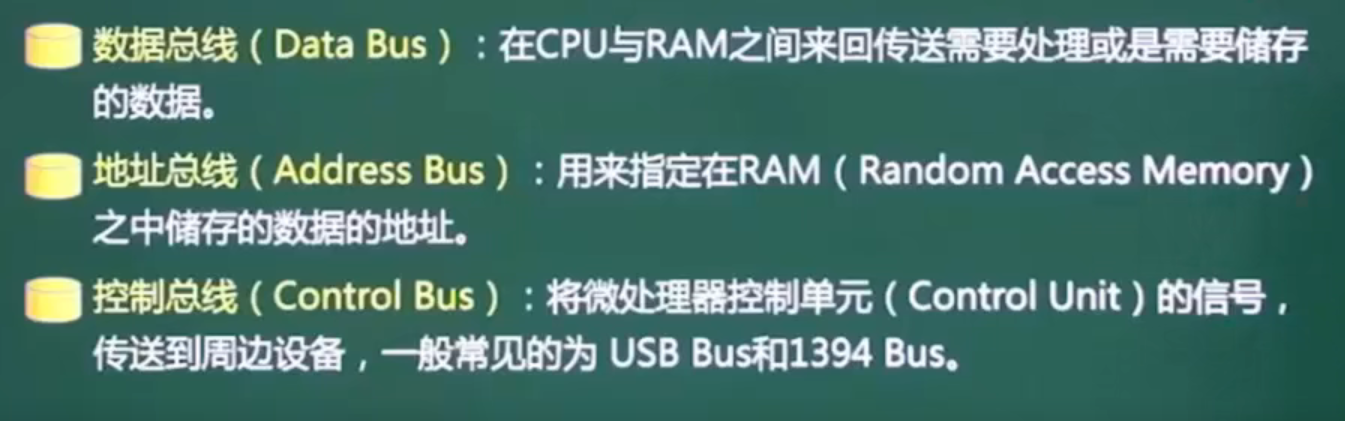 数据总线（Data Bus）：在CPU与RAM之间来回传送需要处理或是需要储存
的数据。
地址总线（Address Bus）：用来指定在RAM（Random Access Memory）
之中储存的数据的地址。
控制总线（Control Bus）：将微处理器控制单元（Control Unit）的信号，
传送到周边设备，一般常见的为 USB Bus和1394 Bus。